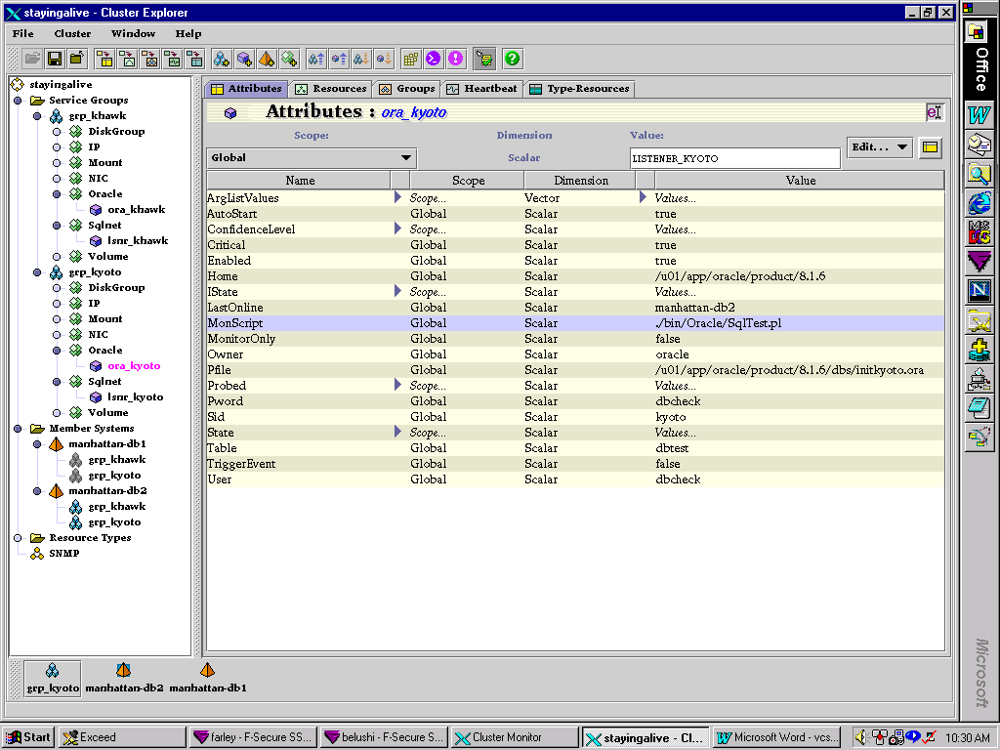 stayingalive - Cluster Explorer
File Cluster Window Help
Office
stayingalive
Service Groups
grp_khawk
DiskGroup
IP
Mount
NIC
Oracle
ora_khawk
Sqlnet
lsnr_khawk
Volume
grp_kyoto
DiskGroup
IP
Mount
NIC
Oracle
ora_kyoto
Sqlnet
lsnr_kyoto
Volume
Member Systems
manhattan-db1
grp_khawk
grp_kyoto
manhattan-db2
grp_khawk
grp_kyoto
Resource Types
SNMP
Attributes Resources Groups Heartbeat Type-Resources
Attributes : ora_kyoto
Scope: Dimension Value:
Global Scalar LISTENER_KYOTO Edit...
Name Scope Dimension Value
ArgListValues Scope... Vector Values...
AutoStart Global Scalar true
ConfidenceLevel Scope... Scalar Values...
Critical Global Scalar true
Enabled Global Scalar true
Home Global Scalar /u01/app/oracle/product/8.1.6
IState Scope... Scalar Values...
LastOnline Global Scalar manhattan-db2
MonScript Global Scalar ./bin/Oracle/SqlTest.pl
MonitorOnly Global Scalar false
Owner Global Scalar oracle
Pfile Global Scalar /u01/app/oracle/product/8.1.6/dbs/initkyoto.ora
Probed Scope... Scalar Values...
Pword Global Scalar dbcheck
Sid Global Scalar kyoto
State Scope... Scalar Values...
Table Global Scalar dbtest
TriggerEvent Global Scalar false
User Global Scalar dbcheck
grp_kyoto manhattan-db2 manhattan-db1
Microsoft
Start Exceed farley - F-Secure SS... belushi - F-Secure S... Cluster Monitor stayingalive - Cl... Microsoft Word - vcs... 10:30 AM